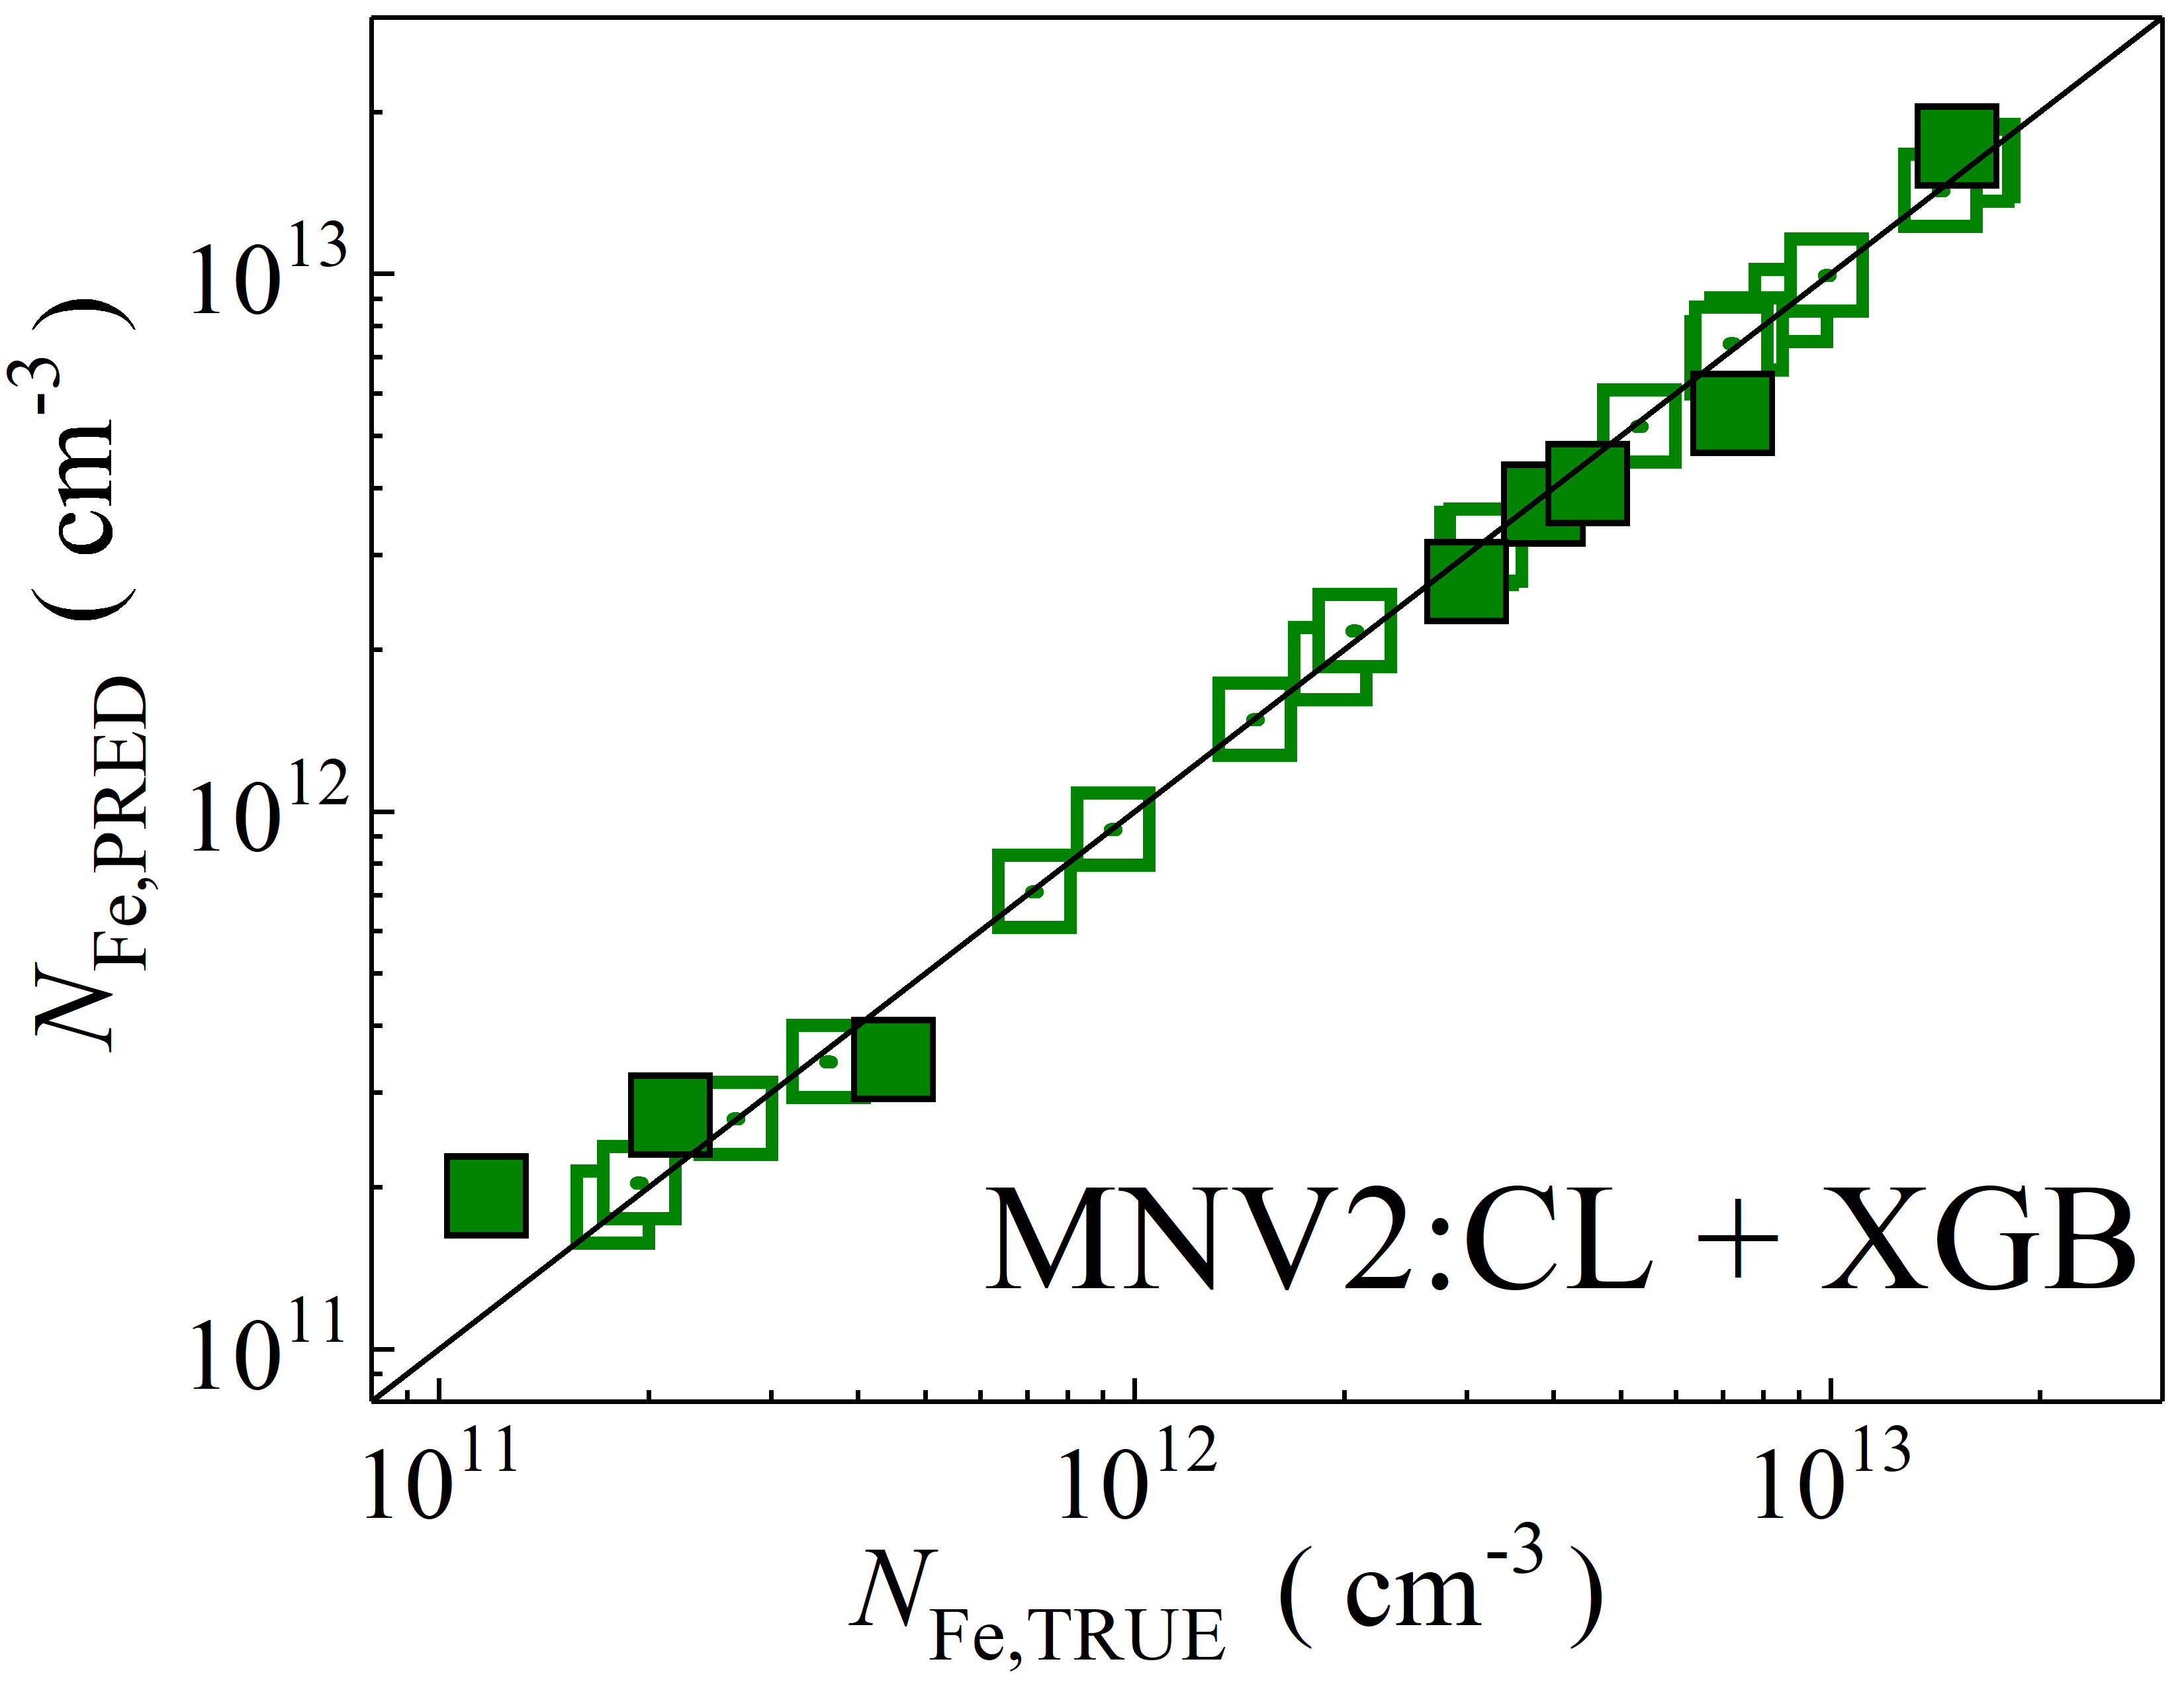 N_Fe,PRED ( cm^-3 )
10^13
10^12
10^11
MNV2:CL + XGB
10^11 10^12 10^13
N_Fe,TRUE ( cm^-3 )